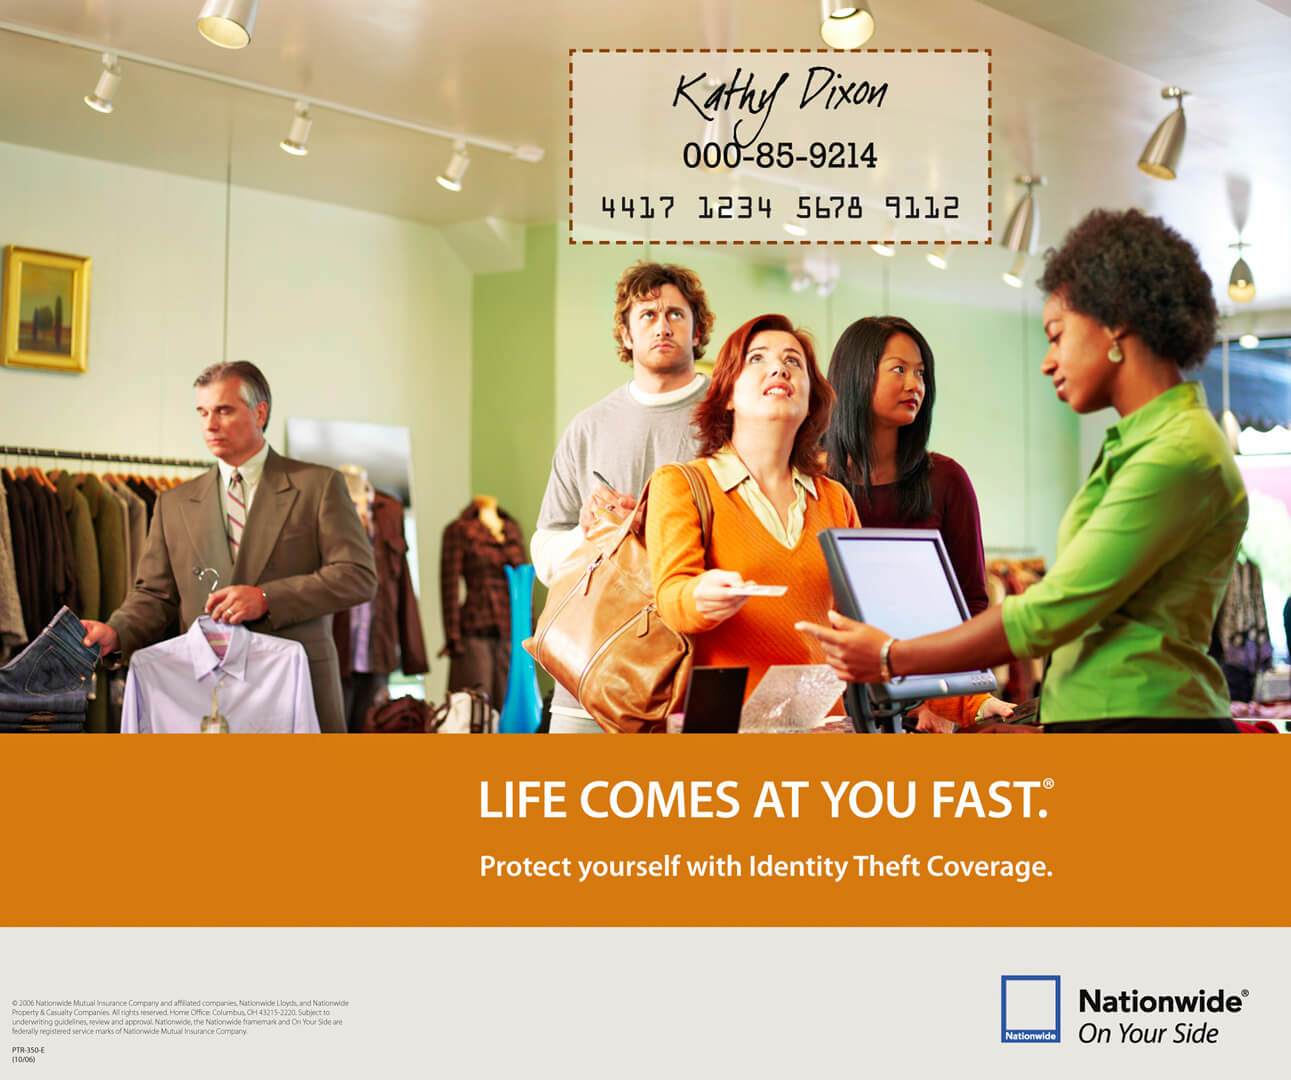 Kathy Dixon
000-85-9214
4417 1234 5678 9112
LIFE COMES AT YOU FAST.®
Protect yourself with Identity Theft Coverage.
© 2006 Nationwide Mutual Insurance Company and affiliated companies, Nationwide Lloyds, and Nationwide
Property & Casualty Companies. All rights reserved. Home Office: Columbus, OH 43215-2220. Subject to
underwriting guidelines, review and approval. Nationwide, the Nationwide framemark and On Your Side are
federally registered service marks of Nationwide Mutual Insurance Company.
PTR-350-E
(10/06)
Nationwide
Nationwide®
On Your Side